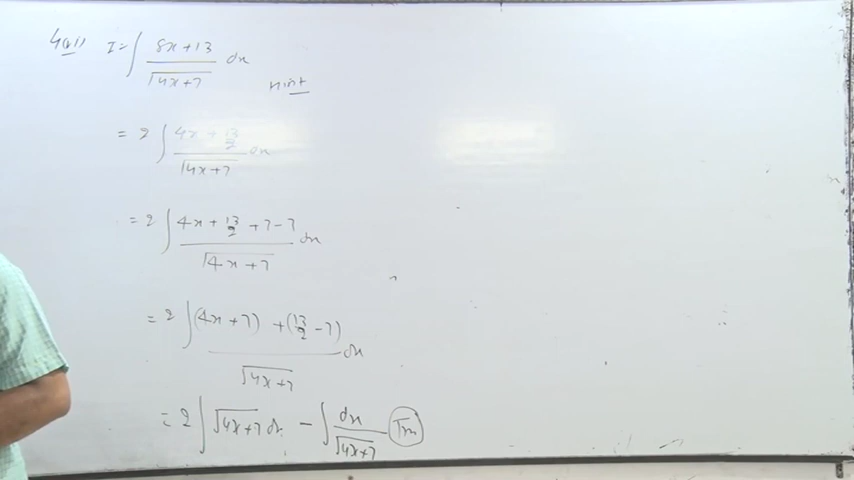 I = ∫ (8x+13)/√(4x+7) dx
Hint
= 2 ∫ (4x + 13/2)/√(4x+7) dx
= 2 ∫ (4x + 13/2 + 7 - 7)/√(4x+7) dx
= 2 ∫ ((4x+7) + (13/2 - 7))/√(4x+7) dx
= 2 ∫ √(4x+7) dx - ∫ dx/√(4x+7)